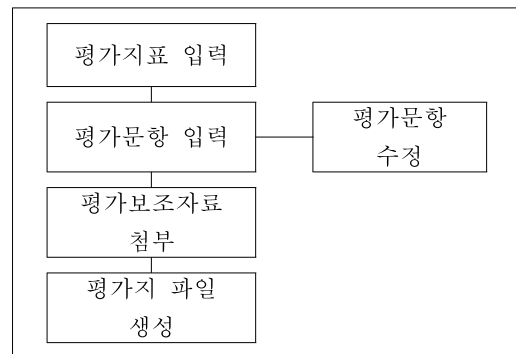 평가지표 입력
평가문항 입력
평가문항
수정
평가보조자료
첨부
평가지 파일
생성